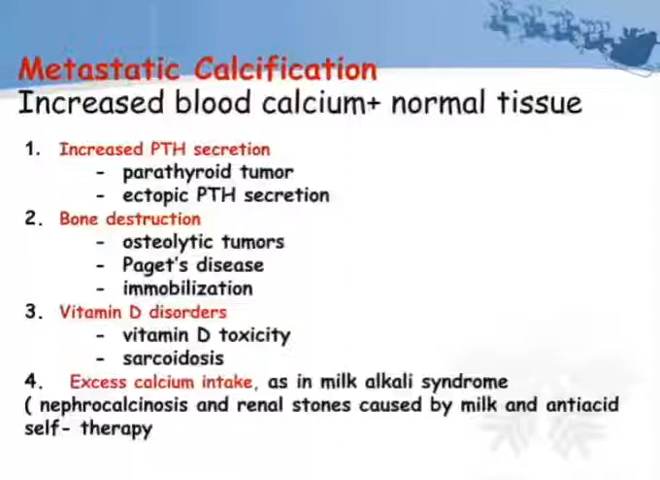 Metastatic Calcification
Increased blood calcium+ normal tissue
1. Increased PTH secretion
- parathyroid tumor
- ectopic PTH secretion
2. Bone destruction
- osteolytic tumors
- Paget's disease
- immobilization
3. Vitamin D disorders
- vitamin D toxicity
- sarcoidosis
4. Excess calcium intake, as in milk alkali syndrome
( nephrocalcinosis and renal stones caused by milk and antiacid
self- therapy